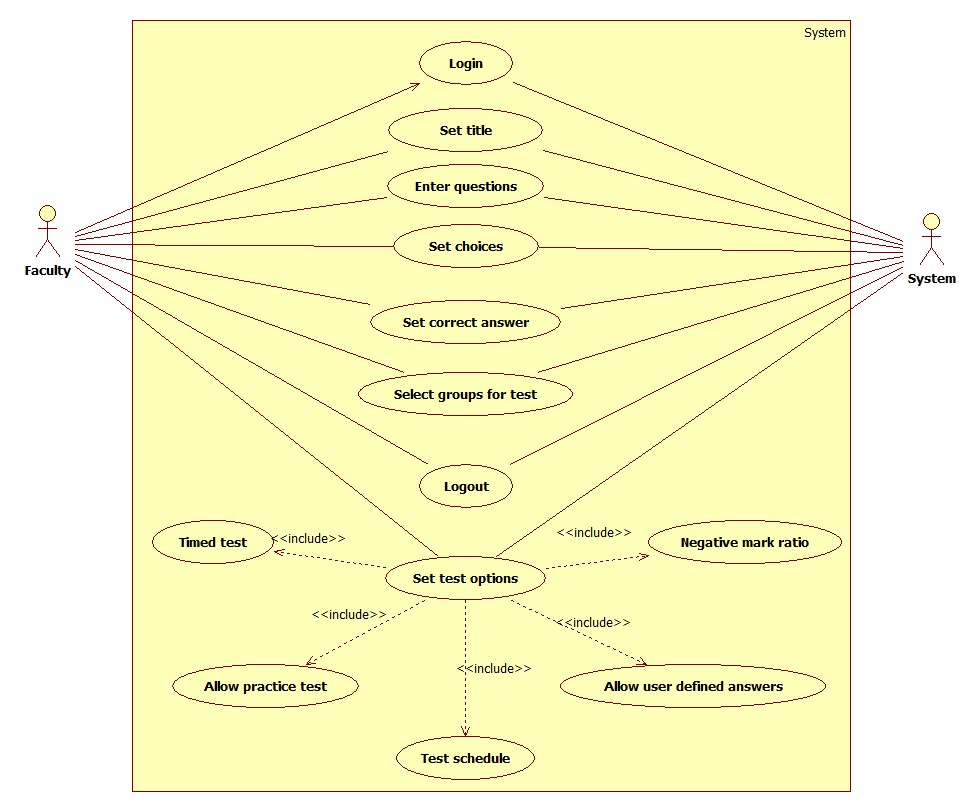 System
Login
Set title
Enter questions
Set choices
Faculty
System
Set correct answer
Select groups for test
Logout
Timed test
<<include>>
<<include>>
Negative mark ratio
Set test options
<<include>>
<<include>>
<<include>>
Allow practice test
Allow user defined answers
Test schedule